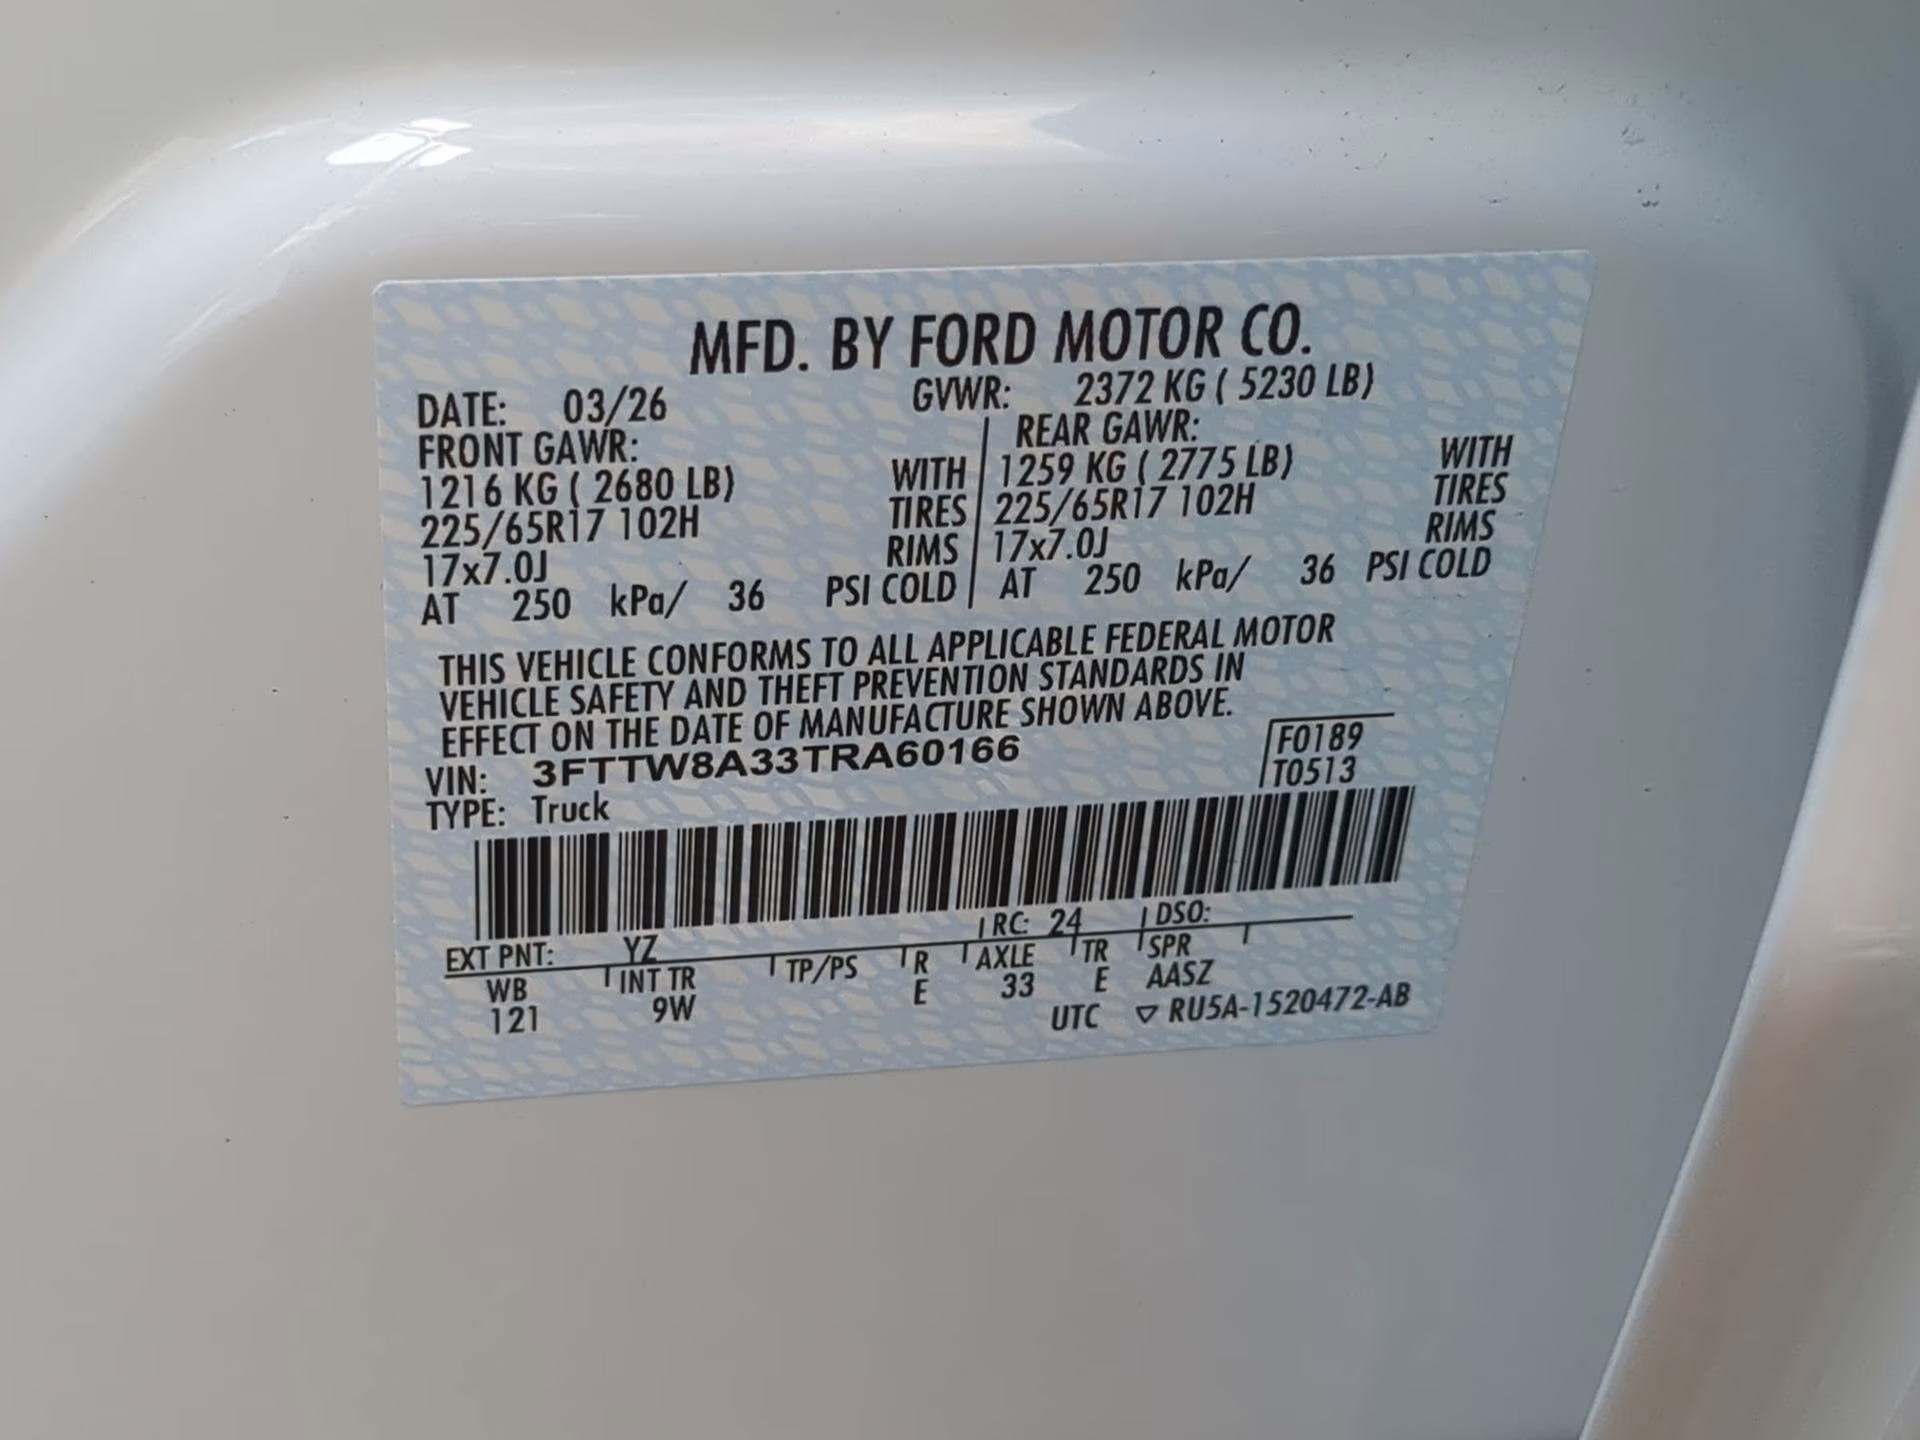 MFD. BY FORD MOTOR CO.
DATE: 03/26 GVWR: 2372 KG ( 5230 LB)
FRONT GAWR: REAR GAWR:
1216 KG ( 2680 LB) WITH 1259 KG ( 2775 LB) WITH
225/65R17 102H TIRES 225/65R17 102H TIRES
17x7.0J RIMS 17x7.0J RIMS
AT 250 kPa/ 36 PSI COLD AT 250 kPa/ 36 PSI COLD
THIS VEHICLE CONFORMS TO ALL APPLICABLE FEDERAL MOTOR
VEHICLE SAFETY AND THEFT PREVENTION STANDARDS IN
EFFECT ON THE DATE OF MANUFACTURE SHOWN ABOVE.
VIN: 3FTTW8A33TRA60166 F0189
TYPE: Truck T0513
EXT PNT: YZ RC: 24 DSO:
WB INT TR TP/PS R AXLE TR SPR
121 9W E 33 E AASZ
UTC ▽ RU5A-1520472-AB